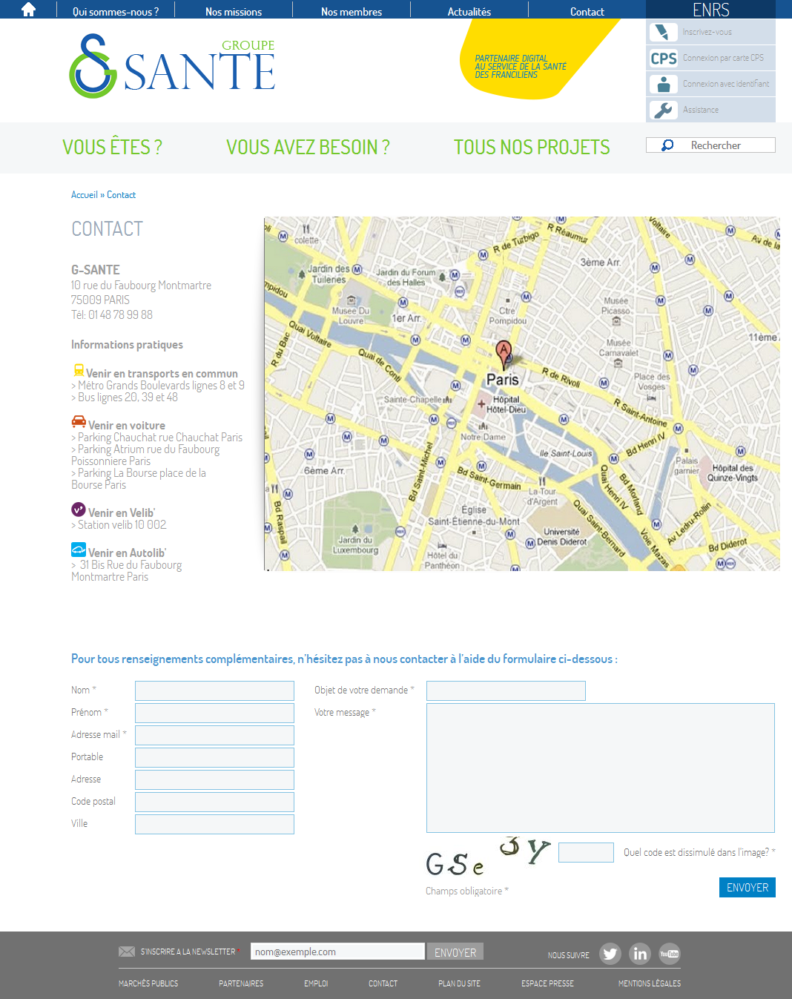 Qui sommes-nous ?
Nos missions
Nos membres
Actualités
Contact
ENRS
Inscrivez-vous
CPS Connexion par carte CPS
Connexion avec identifiant
Assistance
GROUPE
GS SANTE
PARTENAIRE DIGITAL
AU SERVICE DE LA SANTÉ
DES FRANCILIENS
VOUS ÊTES ?
VOUS AVEZ BESOIN ?
TOUS NOS PROJETS
Rechercher
Accueil » Contact
CONTACT
G-SANTE
10 rue du Faubourg Montmartre
75009 PARIS
Tél: 01 48 78 99 88
Informations pratiques
Venir en transports en commun
> Métro Grands Boulevards lignes 8 et 9
> Bus lignes 20, 39 et 48
Venir en voiture
> Parking Chauchat rue Chauchat Paris
> Parking Atrium rue du Faubourg
Poissonniere Paris
> Parking La Bourse place de la
Bourse Paris
Venir en Velib'
> Station velib 10 002
Venir en Autolib'
> 31 Bis Rue du Faubourg
Montmartre Paris
colette
R de Turbigo
R Réaumur
Voltaire
Av de la
Jardin des
Tuileries
Jardin du Forum
des Halles
3ème Arr.
mpidou
Musée Du
Louvre
1er Arr.
Ctre
Pompidou
Musée
Picasso
Quai Voltaire
R du Bac
Quai de Conti
11ème
Musée
Carnavalet
A
Paris
R de Rivoli
Place des
Vosges
Sainte-Chapelle
Hôpital
Hôtel-Dieu
R Saint-Antoine
Bd Voltaire
Notre Dame
Ile Saint-Louis
Bd Henri IV
6ème Arr.
Bd Saint-Michel
Bd Saint-Germain
Palais
garnier
Hôpital des
Quinze-Vingts
La Tour
d'Argent
Quai Henri IV
Bd Morland
Bd Raspail
Église
Saint-Étienne-du-Mont
Quai Saint-Bernard
Av Ledru-Rollin
Jardin du
Luxembourg
Université
Denis Diderot
Voie Mazas
Bd Diderot
Hôtel du
Panthéon
Pour tous renseignements complémentaires, n'hésitez pas à nous contacter à l'aide du formulaire ci-dessous :
Nom *
Prénom *
Adresse mail *
Portable
Adresse
Code postal
Ville
Objet de votre demande *
Votre message *
GSe3Y
Quel code est dissimulé dans l'image? *
Champs obligatoire *
ENVOYER
S'INSCRIRE A LA NEWSLETTER *
nom@exemple.com
ENVOYER
NOUS SUIVRE
in
YouTube
MARCHÉS PUBLICS
PARTENAIRES
EMPLOI
CONTACT
PLAN DU SITE
ESPACE PRESSE
MENTIONS LÉGALES